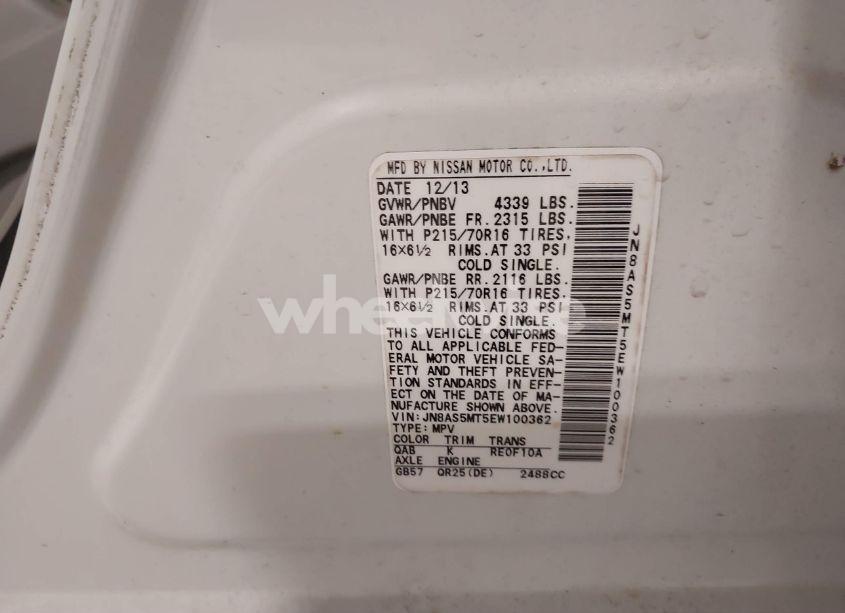 MFD BY NISSAN MOTOR CO.,LTD.
DATE 12/13
GVWR/PNBV 4339 LBS.
GAWR/PNBE FR. 2315 LBS.
WITH P215/70R16 TIRES,
16×6½ RIMS.AT 33 PSI
COLD SINGLE.
GAWR/PNBE RR. 2116 LBS.
WITH P215/70R16 TIRES,
16×6½ RIMS.AT 33 PSI
COLD SINGLE.
THIS VEHICLE CONFORMS
TO ALL APPLICABLE FED-
ERAL MOTOR VEHICLE SA-
FETY AND THEFT PREVEN-
TION STANDARDS IN EFF-
ECT ON THE DATE OF MA-
NUFACTURE SHOWN ABOVE.
VIN:JN8AS5MT5EW100362
TYPE:MPV
COLOR TRIM TRANS
QAB K RE0F10A
AXLE ENGINE
GB57 QR25(DE) 2488CC
JN8AS5MT5EW100362